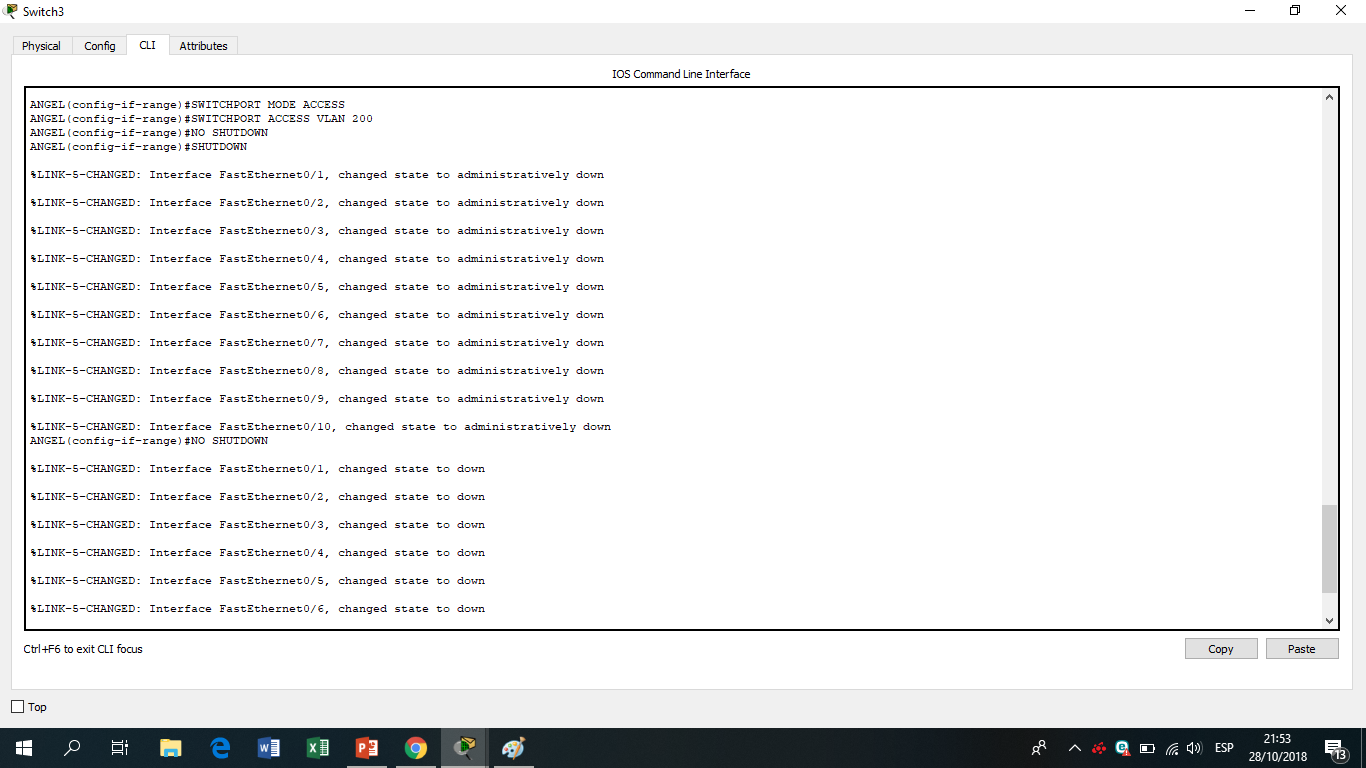 Switch3
Physical Config CLI Attributes
IOS Command Line Interface
ANGEL(config-if-range)#SWITCHPORT MODE ACCESS
ANGEL(config-if-range)#SWITCHPORT ACCESS VLAN 200
ANGEL(config-if-range)#NO SHUTDOWN
ANGEL(config-if-range)#SHUTDOWN
%LINK-5-CHANGED: Interface FastEthernet0/1, changed state to administratively down
%LINK-5-CHANGED: Interface FastEthernet0/2, changed state to administratively down
%LINK-5-CHANGED: Interface FastEthernet0/3, changed state to administratively down
%LINK-5-CHANGED: Interface FastEthernet0/4, changed state to administratively down
%LINK-5-CHANGED: Interface FastEthernet0/5, changed state to administratively down
%LINK-5-CHANGED: Interface FastEthernet0/6, changed state to administratively down
%LINK-5-CHANGED: Interface FastEthernet0/7, changed state to administratively down
%LINK-5-CHANGED: Interface FastEthernet0/8, changed state to administratively down
%LINK-5-CHANGED: Interface FastEthernet0/9, changed state to administratively down
%LINK-5-CHANGED: Interface FastEthernet0/10, changed state to administratively down
ANGEL(config-if-range)#NO SHUTDOWN
%LINK-5-CHANGED: Interface FastEthernet0/1, changed state to down
%LINK-5-CHANGED: Interface FastEthernet0/2, changed state to down
%LINK-5-CHANGED: Interface FastEthernet0/3, changed state to down
%LINK-5-CHANGED: Interface FastEthernet0/4, changed state to down
%LINK-5-CHANGED: Interface FastEthernet0/5, changed state to down
%LINK-5-CHANGED: Interface FastEthernet0/6, changed state to down
Ctrl+F6 to exit CLI focus
Copy Paste
Top
ESP
21:53
28/10/2018
13